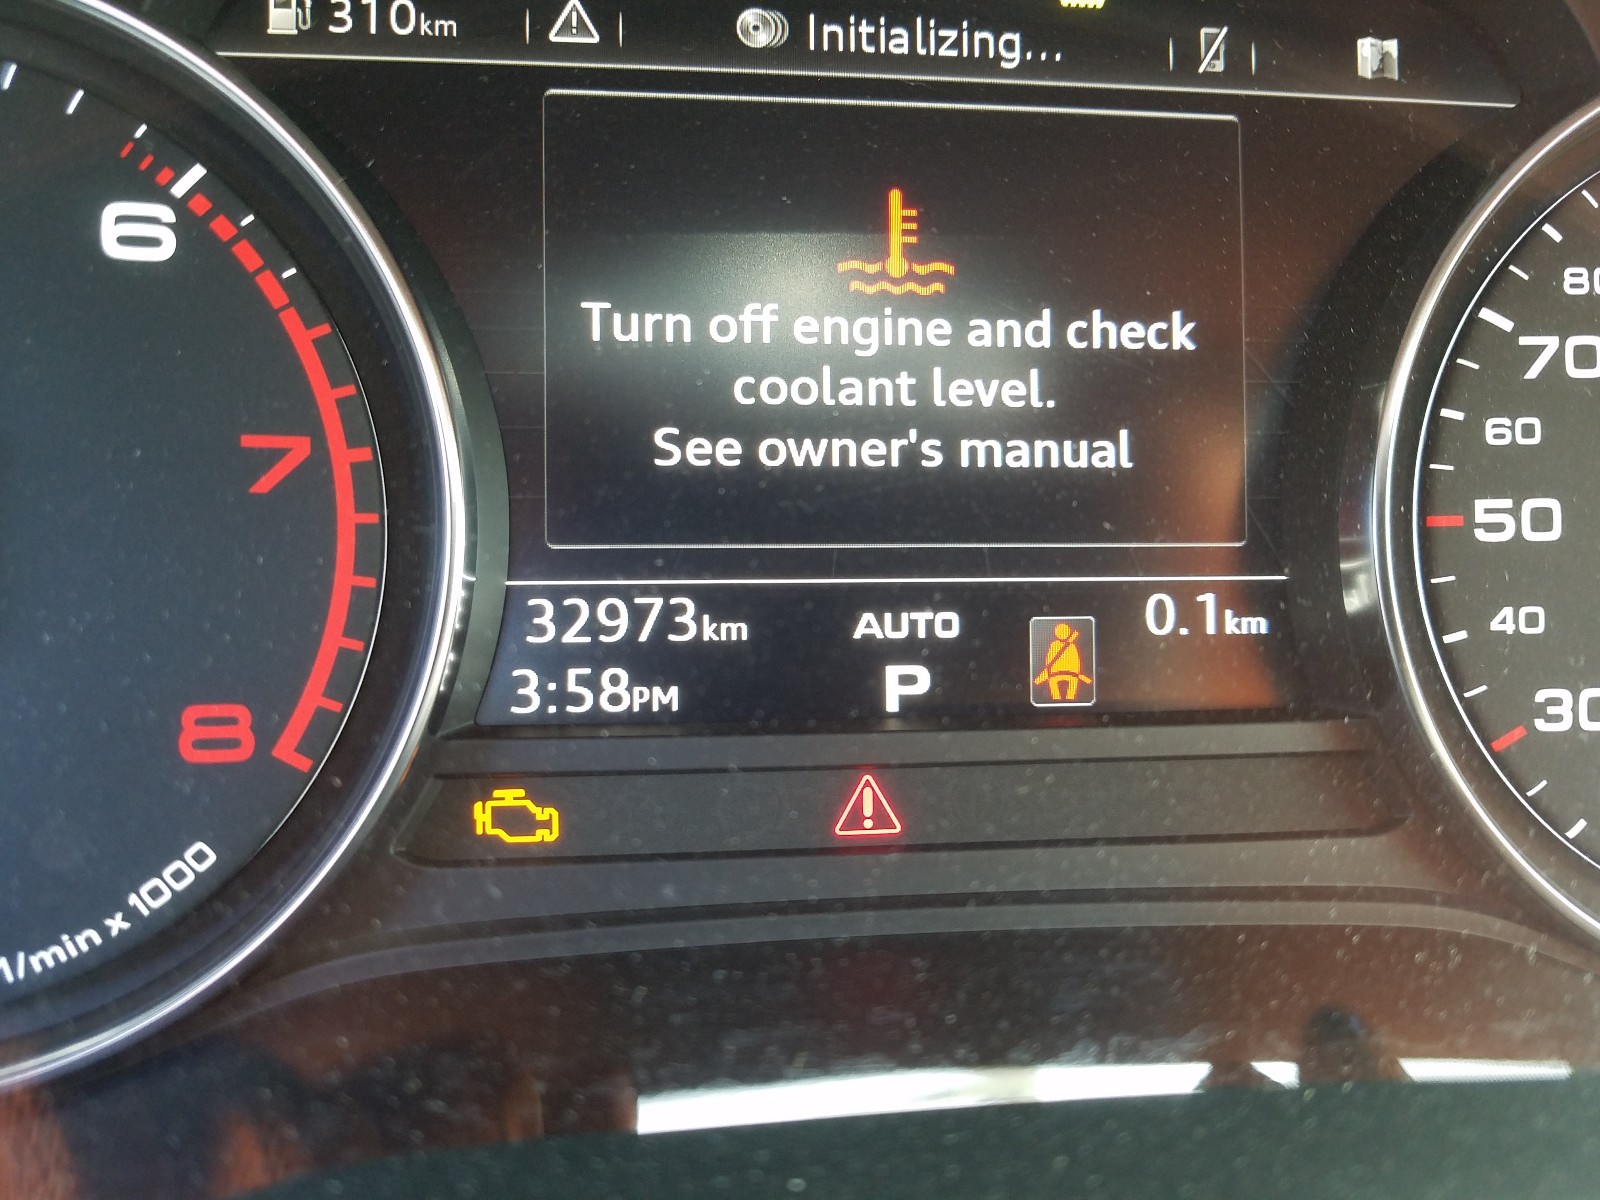 310km
Initializing...
6
7
8
1/min x 1000
Turn off engine and check
coolant level.
See owner's manual
32973km
AUTO
0.1km
3:58PM
P
80
70
60
50
40
30